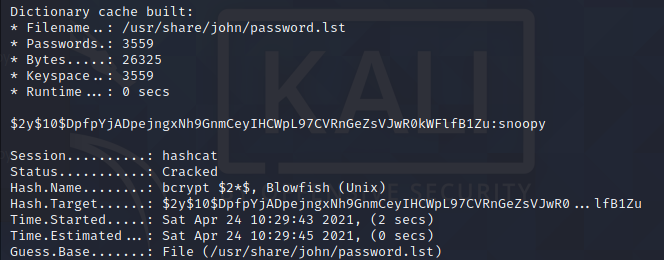 Dictionary cache built:
* Filename..: /usr/share/john/password.lst
* Passwords.: 3559
* Bytes.....: 26325
* Keyspace..: 3559
* Runtime...: 0 secs
$2y$10$DpfpYjADpejngxNh9GnmCeyIHCWpL97CVRnGeZsVJwR0kWFlfB1Zu:snoopy
Session..........: hashcat
Status...........: Cracked
Hash.Name........: bcrypt $2*$, Blowfish (Unix)
Hash.Target......: $2y$10$DpfpYjADpejngxNh9GnmCeyIHCWpL97CVRnGeZsVJwR0...lfB1Zu
Time.Started.....: Sat Apr 24 10:29:43 2021, (2 secs)
Time.Estimated...: Sat Apr 24 10:29:45 2021, (0 secs)
Guess.Base.......: File (/usr/share/john/password.lst)
KALI
SECURITY